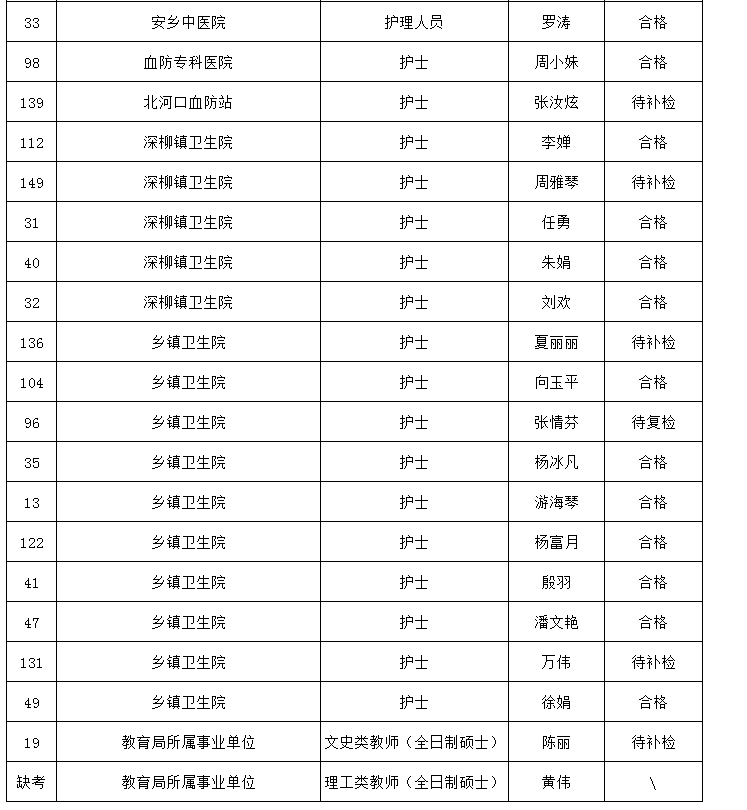 33 安乡中医院 护理人员 罗涛 合格
98 血防专科医院 护士 周小妹 合格
139 北河口血防站 护士 张汝炫 待补检
112 深柳镇卫生院 护士 李婵 合格
149 深柳镇卫生院 护士 周雅琴 待补检
31 深柳镇卫生院 护士 任勇 合格
40 深柳镇卫生院 护士 朱娟 合格
32 深柳镇卫生院 护士 刘欢 合格
136 乡镇卫生院 护士 夏丽丽 待补检
104 乡镇卫生院 护士 向玉平 合格
96 乡镇卫生院 护士 张情芬 待复检
35 乡镇卫生院 护士 杨冰凡 合格
13 乡镇卫生院 护士 游海琴 合格
122 乡镇卫生院 护士 杨富月 合格
41 乡镇卫生院 护士 殷羽 合格
47 乡镇卫生院 护士 潘文艳 合格
131 乡镇卫生院 护士 万伟 待补检
49 乡镇卫生院 护士 徐娟 合格
19 教育局所属事业单位 文史类教师（全日制硕士） 陈丽 待补检
缺考 教育局所属事业单位 理工类教师（全日制硕士） 黄伟 \